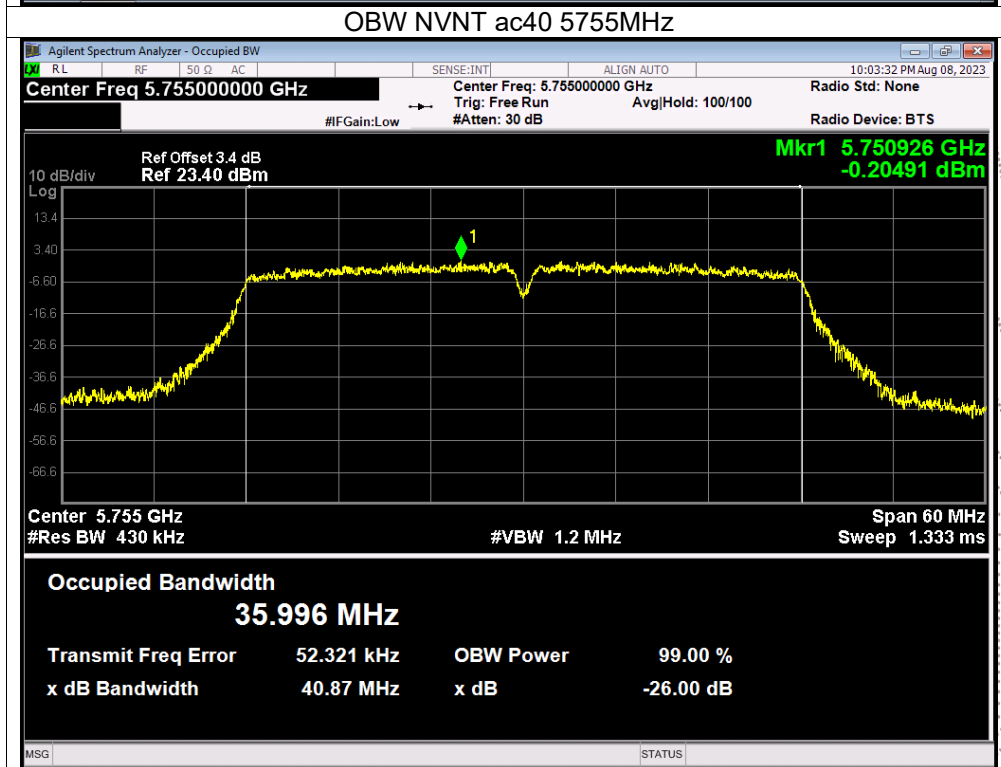 OBW NVNT ac40 5755MHz
Agilent Spectrum Analyzer - Occupied BW
LXI RL RF 50 Ω AC SENSE:INT ALIGN AUTO 10:03:32 PM Aug 08, 2023
Center Freq 5.755000000 GHz Center Freq: 5.755000000 GHz Radio Std: None
Trig: Free Run Avg|Hold: 100/100
#IFGain:Low #Atten: 30 dB Radio Device: BTS
Ref Offset 3.4 dB Mkr1 5.750926 GHz
10 dB/div Ref 23.40 dBm -0.20491 dBm
Log
13.4
1
3.40
-6.60
-16.6
-26.6
-36.6
-46.6
-56.6
-66.6
Center 5.755 GHz Span 60 MHz
#Res BW 430 kHz #VBW 1.2 MHz Sweep 1.333 ms
Occupied Bandwidth
35.996 MHz
Transmit Freq Error 52.321 kHz OBW Power 99.00 %
x dB Bandwidth 40.87 MHz x dB -26.00 dB
MSG STATUS